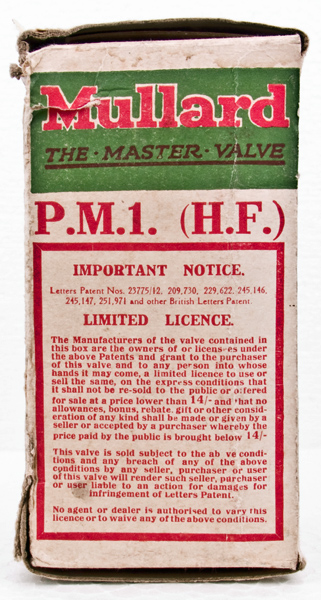 Mullard
THE · MASTER · VALVE
P.M.1. (H.F.)
IMPORTANT NOTICE.
Letters Patent Nos. 23775/12, 209,730, 229,622, 245,146,
245,147, 251,971 and other British Letters Patent.
LIMITED LICENCE.
The Manufacturers of the valve contained in
this box are the owners of or licensees under
the above Patents and grant to the purchaser
of this valve and to any person into whose
hands it may come, a limited licence to use or
sell the same, on the express conditions that
it shall not be re-sold to the public or offered
for sale at a price lower than 14/- and that no
allowances, bonus, rebate, gift or other consid-
eration of any kind shall be made or given by a
seller or accepted by a purchaser whereby the
price paid by the public is brought below 14/-
This valve is sold subject to the above condi-
tions and any breach of any of the above
conditions by any seller, purchaser or user
of this valve will render such seller, purchaser
or user liable to an action for damages for
infringement of Letters Patent.
No agent or dealer is authorised to vary this
licence or to waive any of the above conditions.